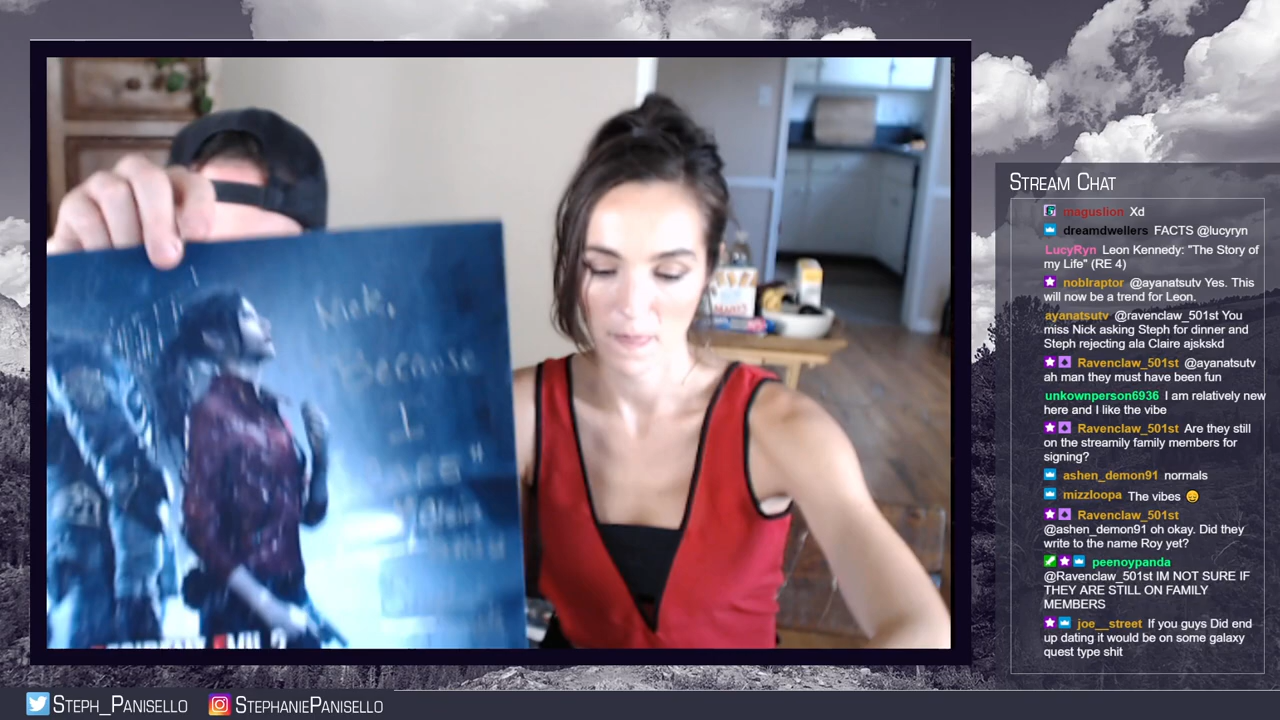 Nick,
because
I
RESIDENT EVIL 2
MARY'S
STREAM CHAT
maguslion Xd
dreamdwellers FACTS @lucyryn
LucyRyn Leon Kennedy: "The Story of
my Life" (RE 4)
noblraptor @ayanatsutv Yes. This
will now be a trend for Leon.
ayanatsutv @ravenclaw_501st You
miss Nick asking Steph for dinner and
Steph rejecting ala Claire ajsksksd
Ravenclaw_501st @ayanatsutv
ah man they must have been fun
unkownperson6936 I am relatively new
here and I like the vibe
Ravenclaw_501st Are they still
on the streamily family members for
signing?
ashen_demon91 normals
mizzloopa The vibes
Ravenclaw_501st
@ashen_demon91 oh okay. Did they
write to the name Roy yet?
peenoypanda
@Ravenclaw_501st IM NOT SURE IF
THEY ARE STILL ON FAMILY
MEMBERS
joe__street If you guys Did end
up dating it would be on some galaxy
quest type shit
STEPH_PANISELLO
STEPHANIEPANISELLO